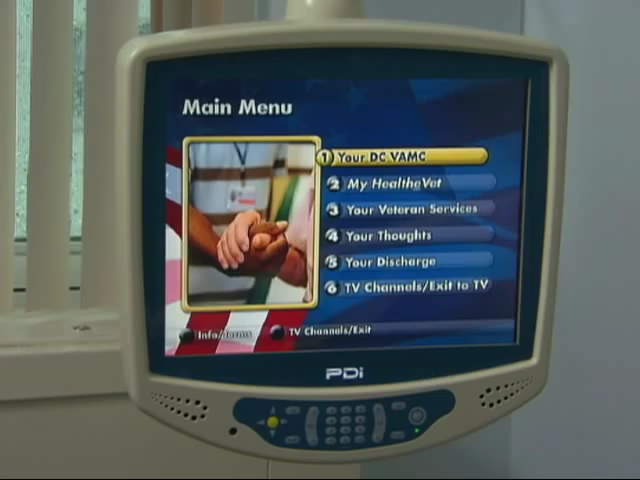 Main Menu
1 Your DC VAMC
2 My HealtheVet
3 Your Veteran Services
4 Your Thoughts
5 Your Discharge
6 TV Channels/Exit to TV
Info/Terms TV Channels/Exit
PDi